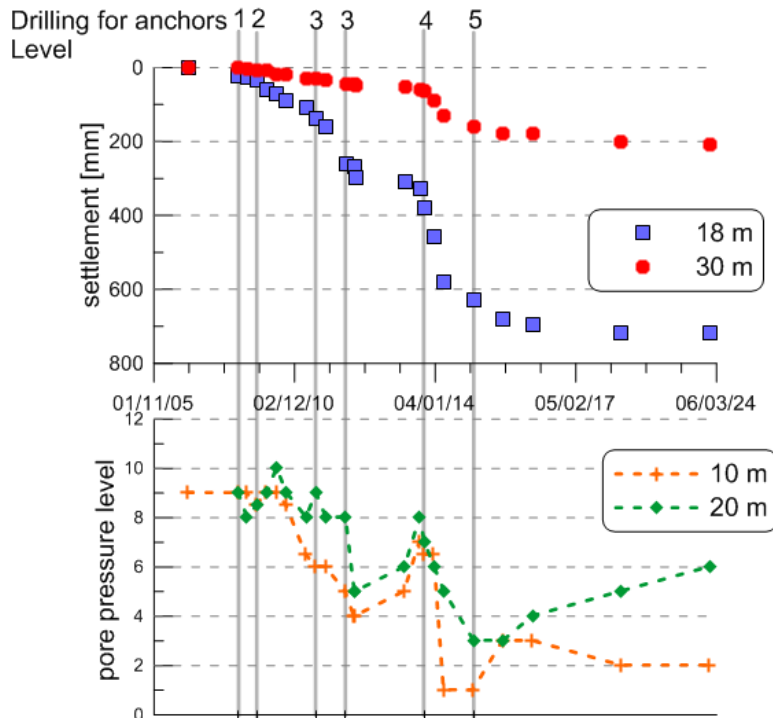 Drilling for anchors 1 2 3 3 4 5
Level
0
200
400
600
800
settlement [mm]
18 m
30 m
01/11/05 02/12/10 04/01/14 05/02/17 06/03/24
12
10
8
6
4
2
0
pore pressure level
10 m
20 m